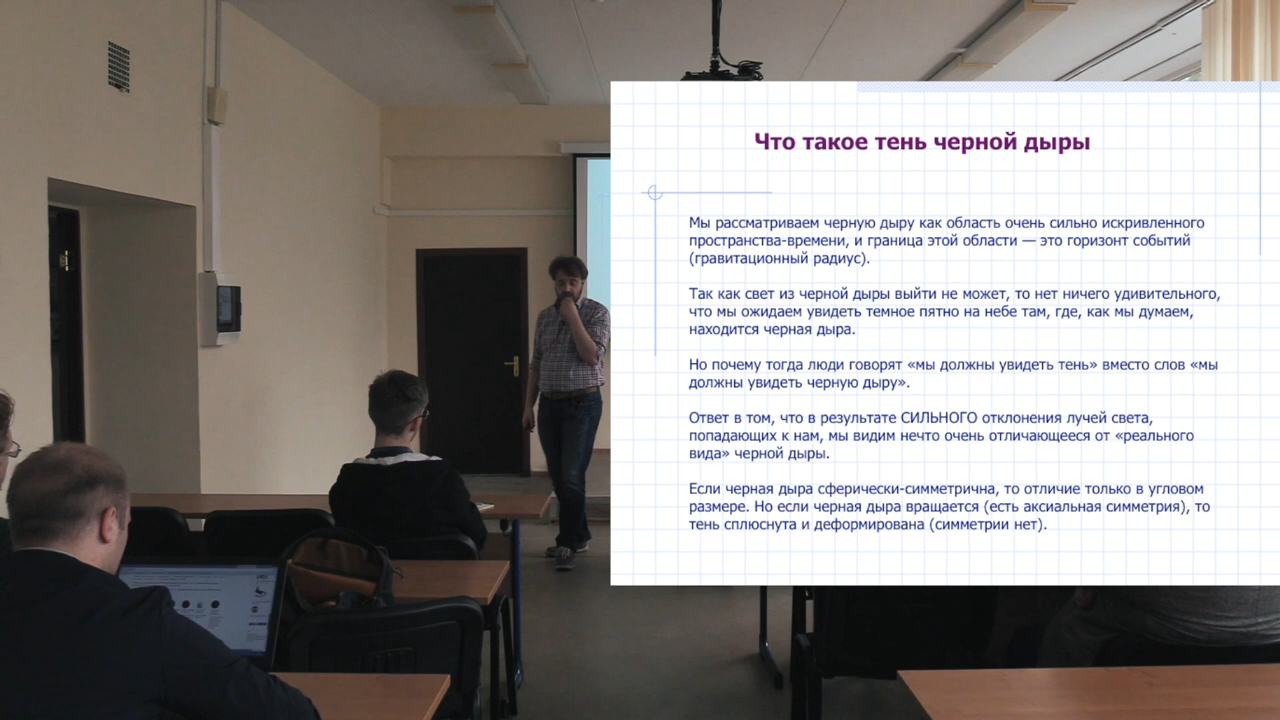 Что такое тень черной дыры
Мы рассматриваем черную дыру как область очень сильно искривленного
пространства-времени, и граница этой области — это горизонт событий
(гравитационный радиус).
Так как свет из черной дыры выйти не может, то нет ничего удивительного,
что мы ожидаем увидеть темное пятно на небе там, где, как мы думаем,
находится черная дыра.
Но почему тогда люди говорят «мы должны увидеть тень» вместо слов «мы
должны увидеть черную дыру».
Ответ в том, что в результате СИЛЬНОГО отклонения лучей света,
попадающих к нам, мы видим нечто очень отличающееся от «реального
вида» черной дыры.
Если черная дыра сферически-симметрична, то отличие только в угловом
размере. Но если черная дыра вращается (есть аксиальная симметрия), то
тень сплюснута и деформирована (симметрии нет).